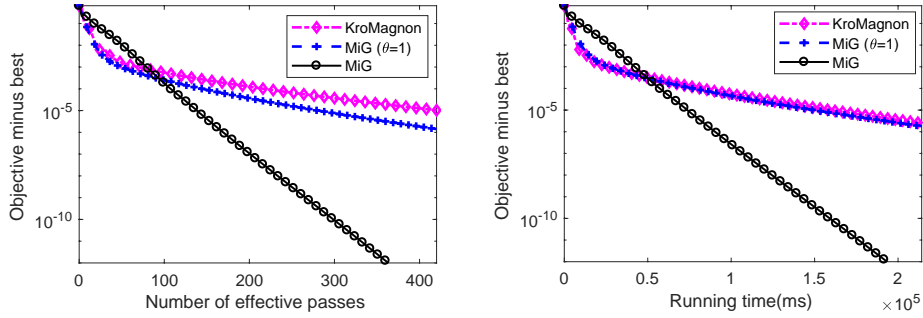 Objective minus best
10^-5
10^-10
0
100
200
300
400
Number of effective passes
KroMagnon
MiG (θ=1)
MiG
Objective minus best
10^-5
10^-10
0
0.5
1
1.5
2
×10^5
Running time(ms)
KroMagnon
MiG (θ=1)
MiG